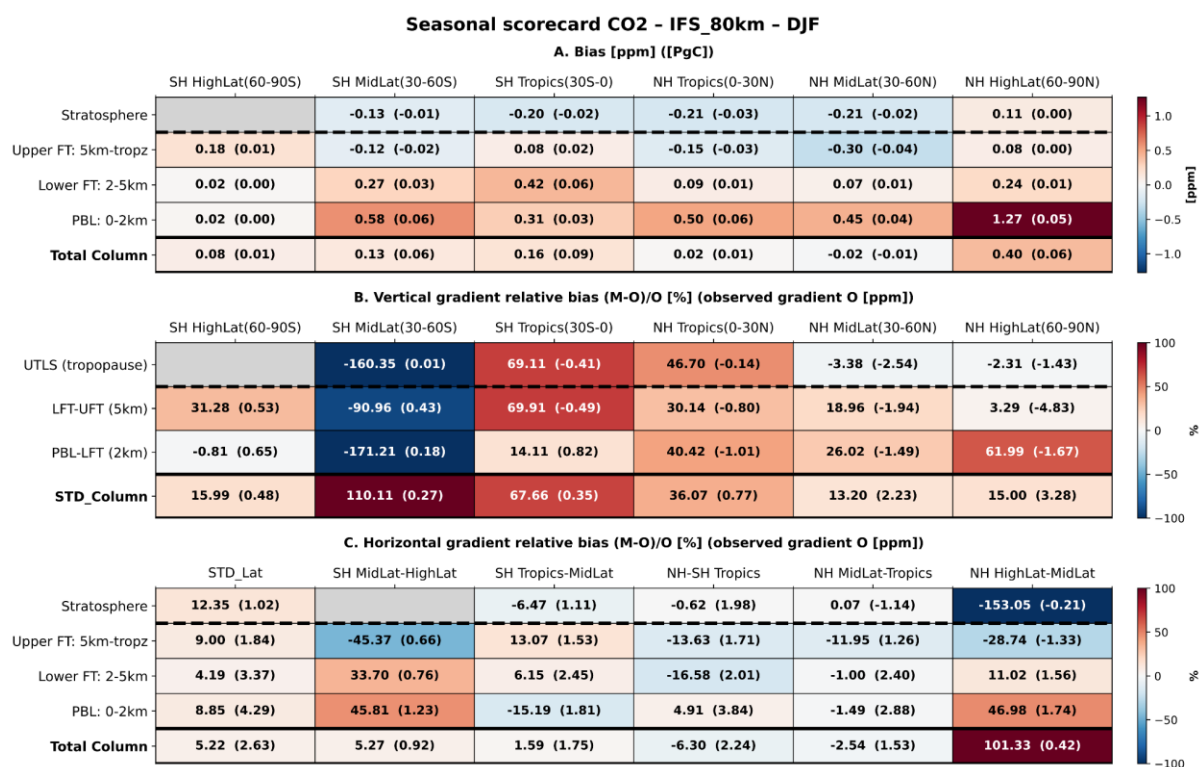 Seasonal scorecard CO2 – IFS_80km – DJF
A. Bias [ppm] ([PgC])
SH HighLat(60-90S) SH MidLat(30-60S) SH Tropics(30S-0) NH Tropics(0-30N) NH MidLat(30-60N) NH HighLat(60-90N)
Stratosphere -0.13 (-0.01) -0.20 (-0.02) -0.21 (-0.03) -0.21 (-0.02) 0.11 (0.00)
Upper FT: 5km-tropz 0.18 (0.01) -0.12 (-0.02) 0.08 (0.02) -0.15 (-0.03) -0.30 (-0.04) 0.08 (0.00)
Lower FT: 2-5km 0.02 (0.00) 0.27 (0.03) 0.42 (0.06) 0.09 (0.01) 0.07 (0.01) 0.24 (0.01)
PBL: 0-2km 0.02 (0.00) 0.58 (0.06) 0.31 (0.03) 0.50 (0.06) 0.45 (0.04) 1.27 (0.05)
Total Column 0.08 (0.01) 0.13 (0.06) 0.16 (0.09) 0.02 (0.01) -0.02 (-0.01) 0.40 (0.06)
1.0
0.5
0.0
−0.5
−1.0
[ppm]
B. Vertical gradient relative bias (M-O)/O [%] (observed gradient O [ppm])
SH HighLat(60-90S) SH MidLat(30-60S) SH Tropics(30S-0) NH Tropics(0-30N) NH MidLat(30-60N) NH HighLat(60-90N)
UTLS (tropopause) -160.35 (0.01) 69.11 (-0.41) 46.70 (-0.14) -3.38 (-2.54) -2.31 (-1.43)
LFT-UFT (5km) 31.28 (0.53) -90.96 (0.43) 69.91 (-0.49) 30.14 (-0.80) 18.96 (-1.94) 3.29 (-4.83)
PBL-LFT (2km) -0.81 (0.65) -171.21 (0.18) 14.11 (0.82) 40.42 (-1.01) 26.02 (-1.49) 61.99 (-1.67)
STD_Column 15.99 (0.48) 110.11 (0.27) 67.66 (0.35) 36.07 (0.77) 13.20 (2.23) 15.00 (3.28)
100
50
0
−50
−100
%
C. Horizontal gradient relative bias (M-O)/O [%] (observed gradient O [ppm])
STD_Lat SH MidLat-HighLat SH Tropics-MidLat NH-SH Tropics NH MidLat-Tropics NH HighLat-MidLat
Stratosphere 12.35 (1.02) -6.47 (1.11) -0.62 (1.98) 0.07 (-1.14) -153.05 (-0.21)
Upper FT: 5km-tropz 9.00 (1.84) -45.37 (0.66) 13.07 (1.53) -13.63 (1.71) -11.95 (1.26) -28.74 (-1.33)
Lower FT: 2-5km 4.19 (3.37) 33.70 (0.76) 6.15 (2.45) -16.58 (2.01) -1.00 (2.40) 11.02 (1.56)
PBL: 0-2km 8.85 (4.29) 45.81 (1.23) -15.19 (1.81) 4.91 (3.84) -1.49 (2.88) 46.98 (1.74)
Total Column 5.22 (2.63) 5.27 (0.92) 1.59 (1.75) -6.30 (2.24) -2.54 (1.53) 101.33 (0.42)
100
50
0
−50
−100
%